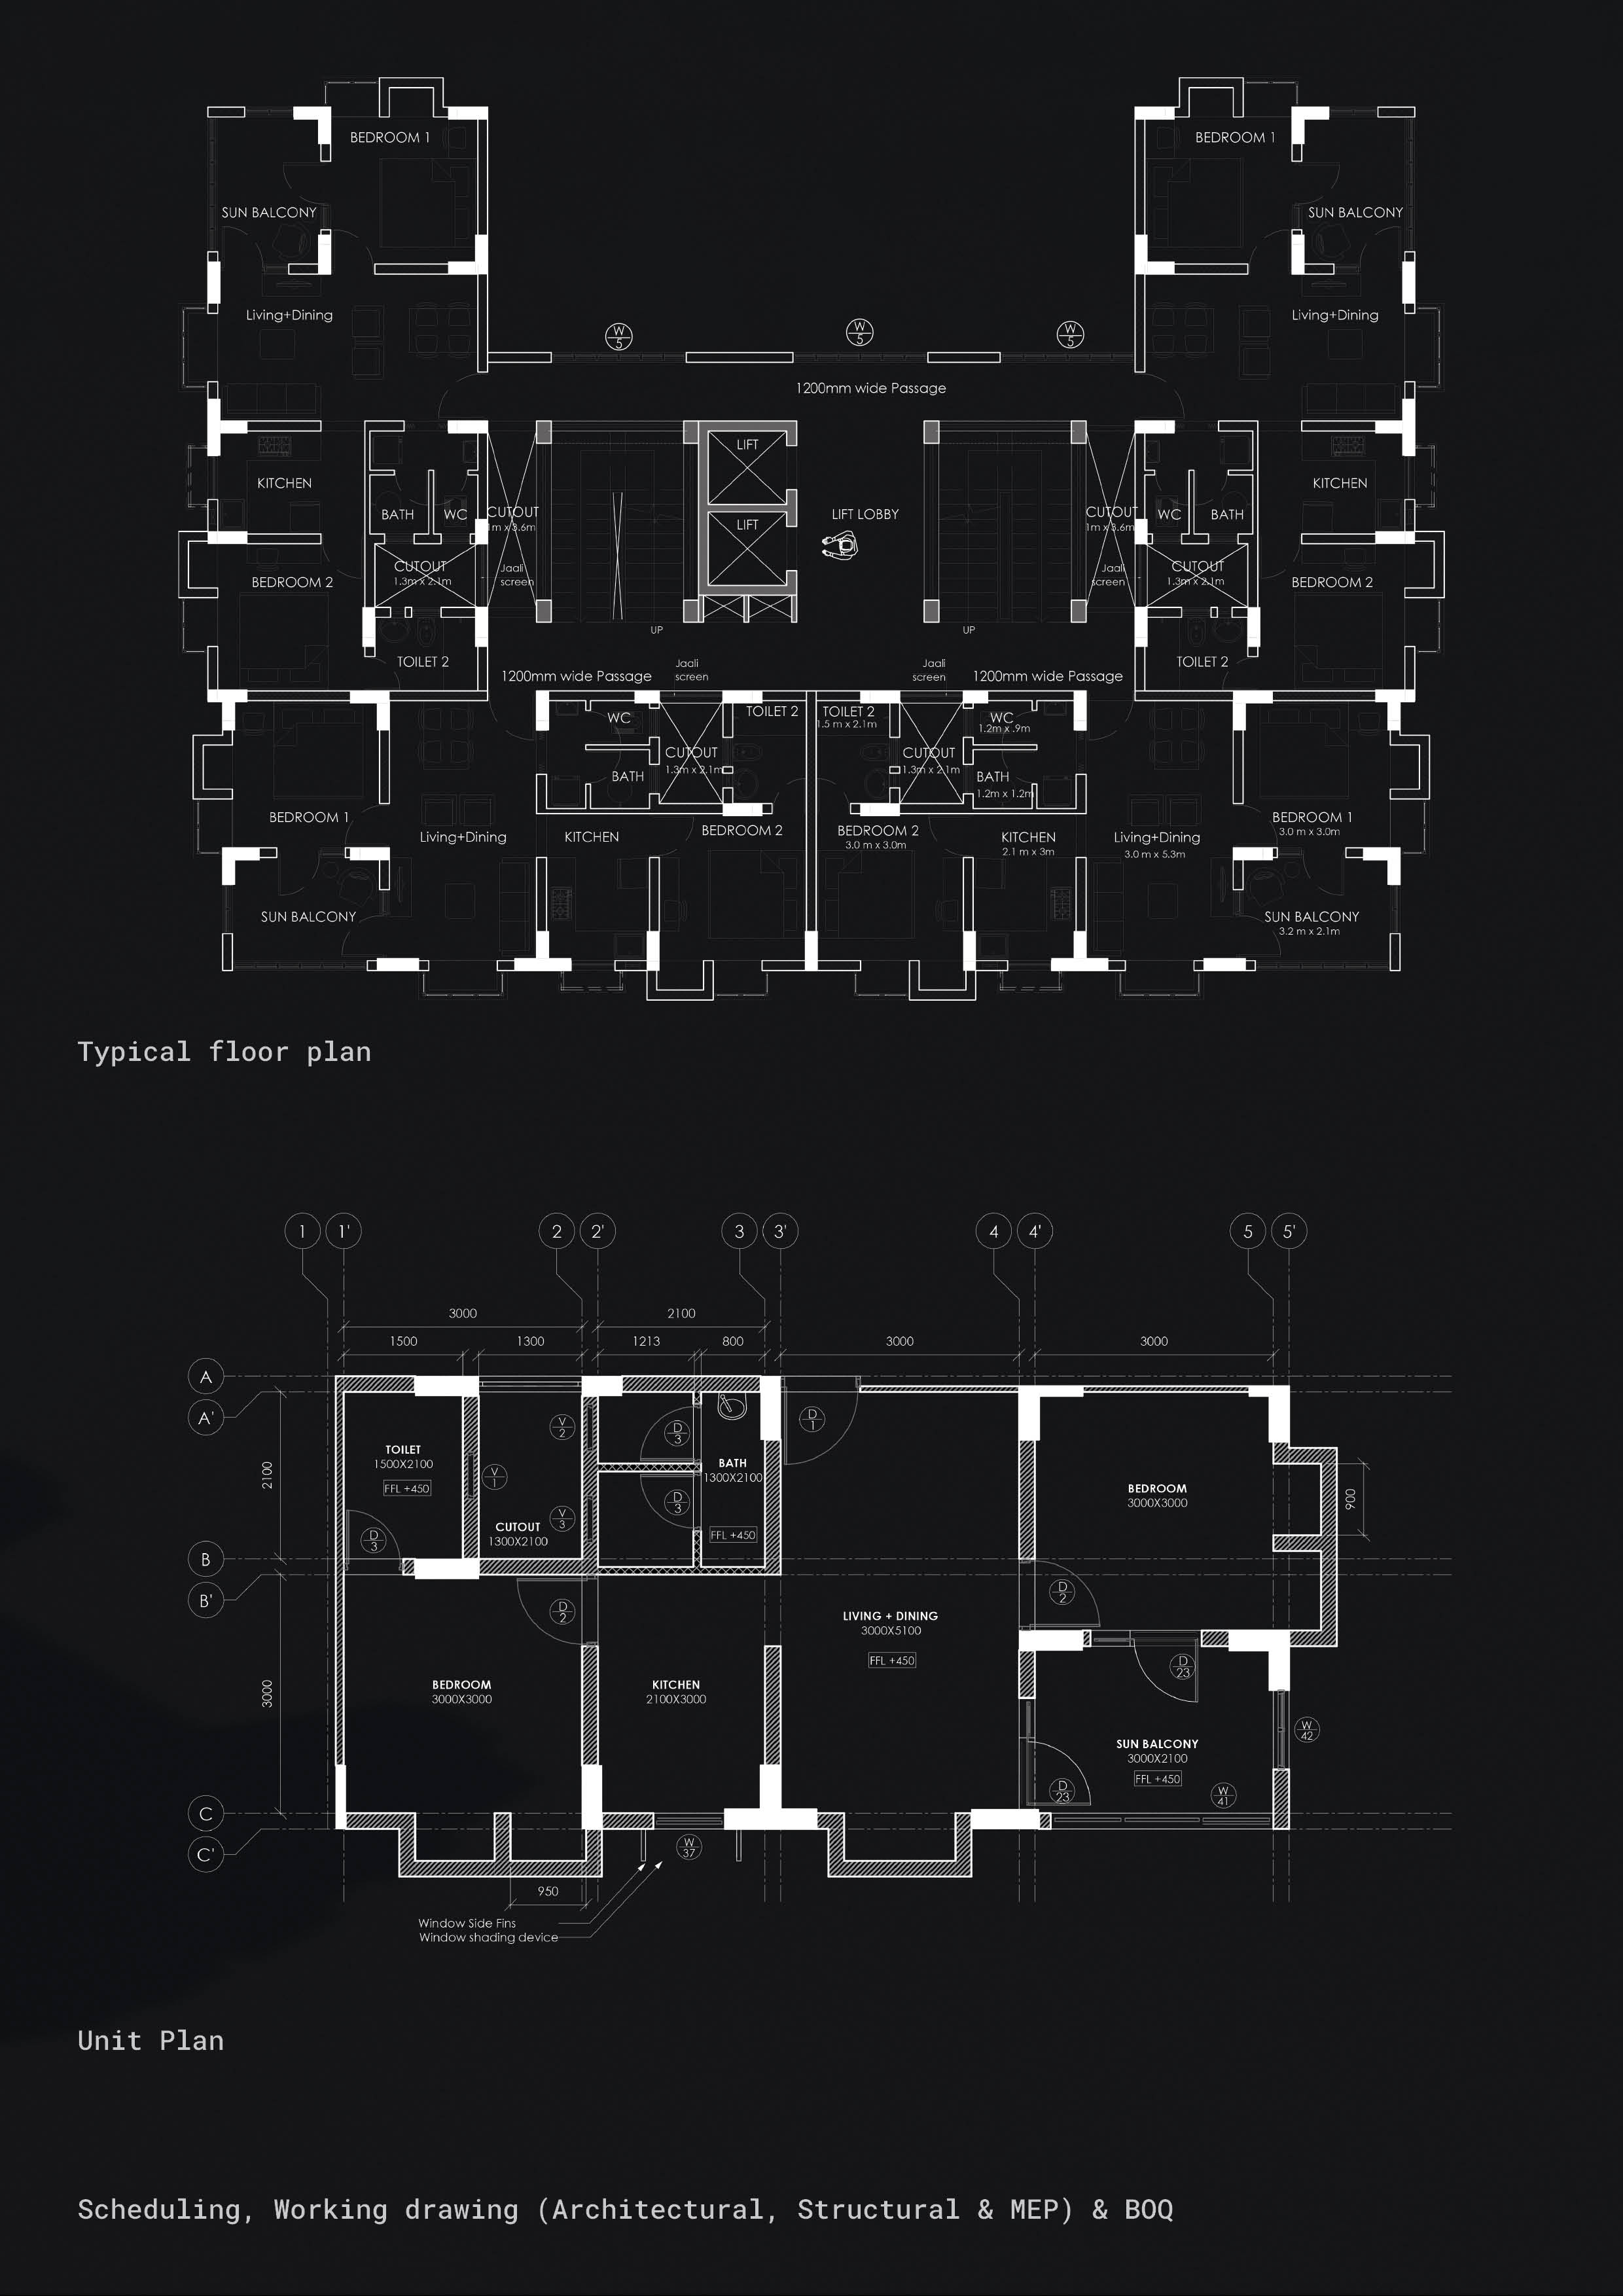 BEDROOM 1
BEDROOM 1
SUN BALCONY
SUN BALCONY
Living+Dining
Living+Dining
W
5
W
5
W
5
1200mm wide Passage
LIFT
KITCHEN
KITCHEN
BATH
WC
CUTOUT
1m x 3.6m
LIFT
LIFT LOBBY
CUTOUT
1m x 3.6m
WC
BATH
CUTOUT
1.3m x 2.1m
Jaali
screen
Jaali
screen
CUTOUT
1.3m x 2.1m
BEDROOM 2
BEDROOM 2
UP
UP
TOILET 2
TOILET 2
1200mm wide Passage
Jaali
screen
Jaali
screen
1200mm wide Passage
WC
TOILET 2
TOILET 2
1.5 m x 2.1m
WC
1.2m x .9m
CUTOUT
1.3m x 2.1m
CUTOUT
1.3m x 2.1m
BATH
BATH
1.2m x 1.2m
BEDROOM 1
Living+Dining
KITCHEN
BEDROOM 2
BEDROOM 2
3.0 m x 3.0m
KITCHEN
2.1 m x 3m
Living+Dining
3.0 m x 5.3m
BEDROOM 1
3.0 m x 3.0m
SUN BALCONY
SUN BALCONY
3.2 m x 2.1m
Typical floor plan
1 1' 2 2' 3 3' 4 4' 5 5'
3000 2100
1500 1300 1213 800 3000 3000
A
A'
B
B'
C
C'
2100
3000
TOILET
1500X2100
FFL +450
D
3
V
1
V
2
V
3
CUTOUT
1300X2100
D
3
D
3
BATH
1300X2100
FFL +450
D
1
BEDROOM
3000X3000
900
D
2
D
2
LIVING + DINING
3000X5100
FFL +450
BEDROOM
3000X3000
KITCHEN
2100X3000
D
23
SUN BALCONY
3000X2100
FFL +450
W
42
D
23
W
41
W
37
950
Window Side Fins
Window shading device
Unit Plan
Scheduling, Working drawing (Architectural, Structural & MEP) & BOQ